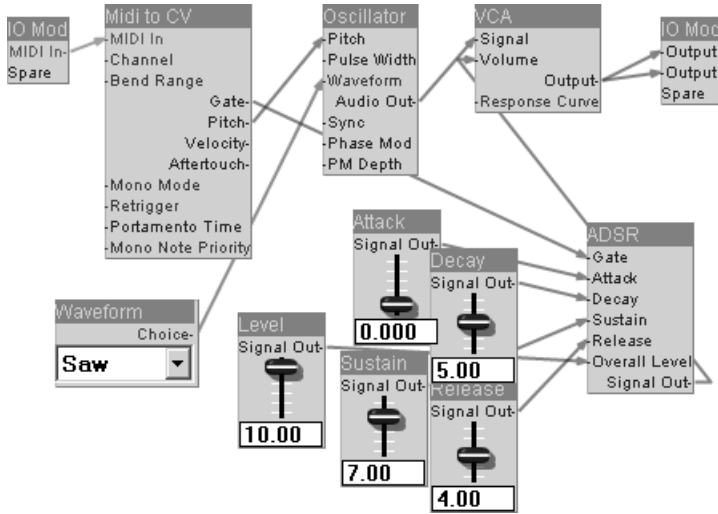 IO Mod
MIDI In-
Spare
Midi to CV
-MIDI In
-Channel
-Bend Range
Gate-
Pitch-
Velocity-
Aftertouch-
-Mono Mode
-Retrigger
-Portamento Time
-Mono Note Priority
Oscillator
-Pitch
-Pulse Width
-Waveform
Audio Out-
-Sync
-Phase Mod
-PM Depth
VCA
-Signal
-Volume
Output-
-Response Curve
IO Mod
-Output
-Output
Spare
Waveform
Choice-
Saw
Level
Signal Out-
10.00
Attack
Signal Out-
0.000
Sustain
Signal Out-
7.00
Decay
Signal Out-
5.00
Release
Signal Out-
4.00
ADSR
-Gate
-Attack
-Decay
-Sustain
-Release
-Overall Level
Signal Out-